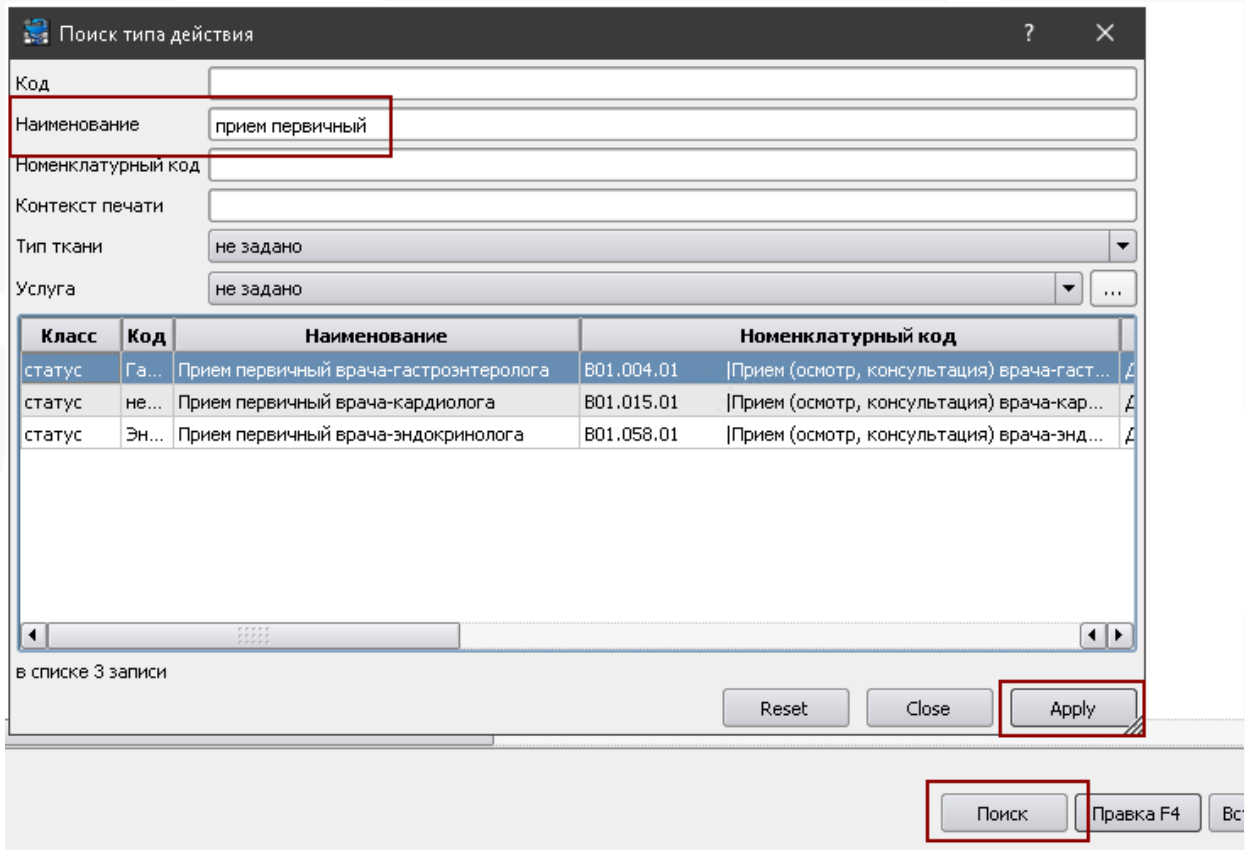 Поиск типа действия ? ×
Код
Наименование прием первичный
Номенклатурный код
Контекст печати
Тип ткани не задано
Услуга не задано ...
Класс Код Наименование Номенклатурный код
статус Га... Прием первичный врача-гастроэнтеролога B01.004.01 |Прием (осмотр, консультация) врача-гаст...
статус не... Прием первичный врача-кардиолога B01.015.01 |Прием (осмотр, консультация) врача-кар...
статус Эн... Прием первичный врача-эндокринолога B01.058.01 |Прием (осмотр, консультация) врача-энд...
в списке 3 записи
Reset Close Apply
Поиск Правка F4